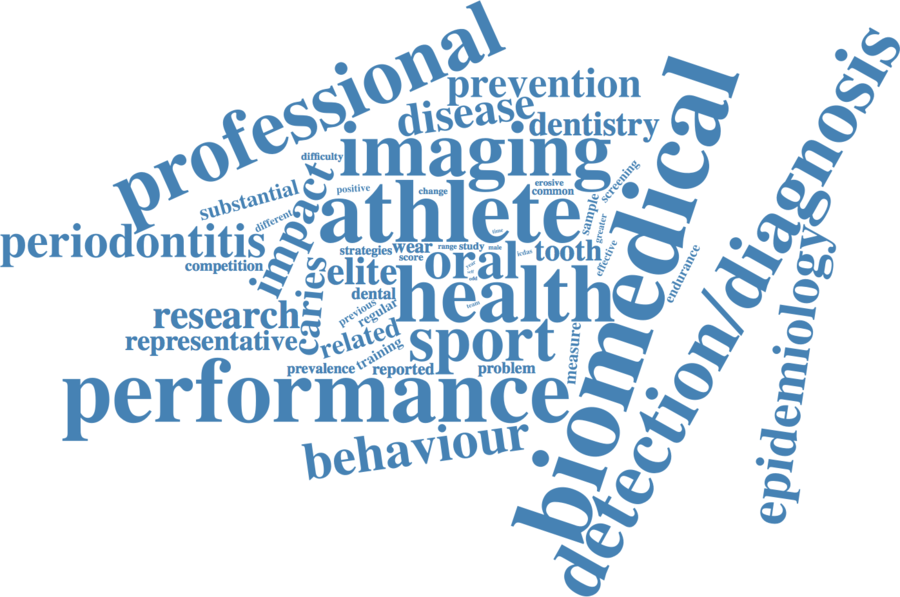 professional
prevention
disease
dentistry
imaging
difficulty
impact
substantial
positive
change
erosive
common
screening
athlete
sample
different
greater
time
periodontitis
competition
strategies
wear
range
study
male
score
oral
icdas
tooth
effective
elite
biomedical
detection/diagnosis
endurance
epidemiology
caries
dental
health
previous
regular
team
research
representative
related
training
sport
measure
prevalence
reported
problem
performance
behaviour